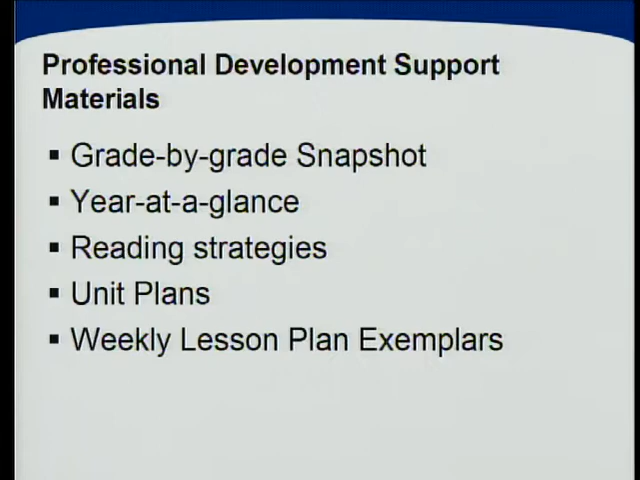 Professional Development Support
Materials
▪ Grade-by-grade Snapshot
▪ Year-at-a-glance
▪ Reading strategies
▪ Unit Plans
▪ Weekly Lesson Plan Exemplars